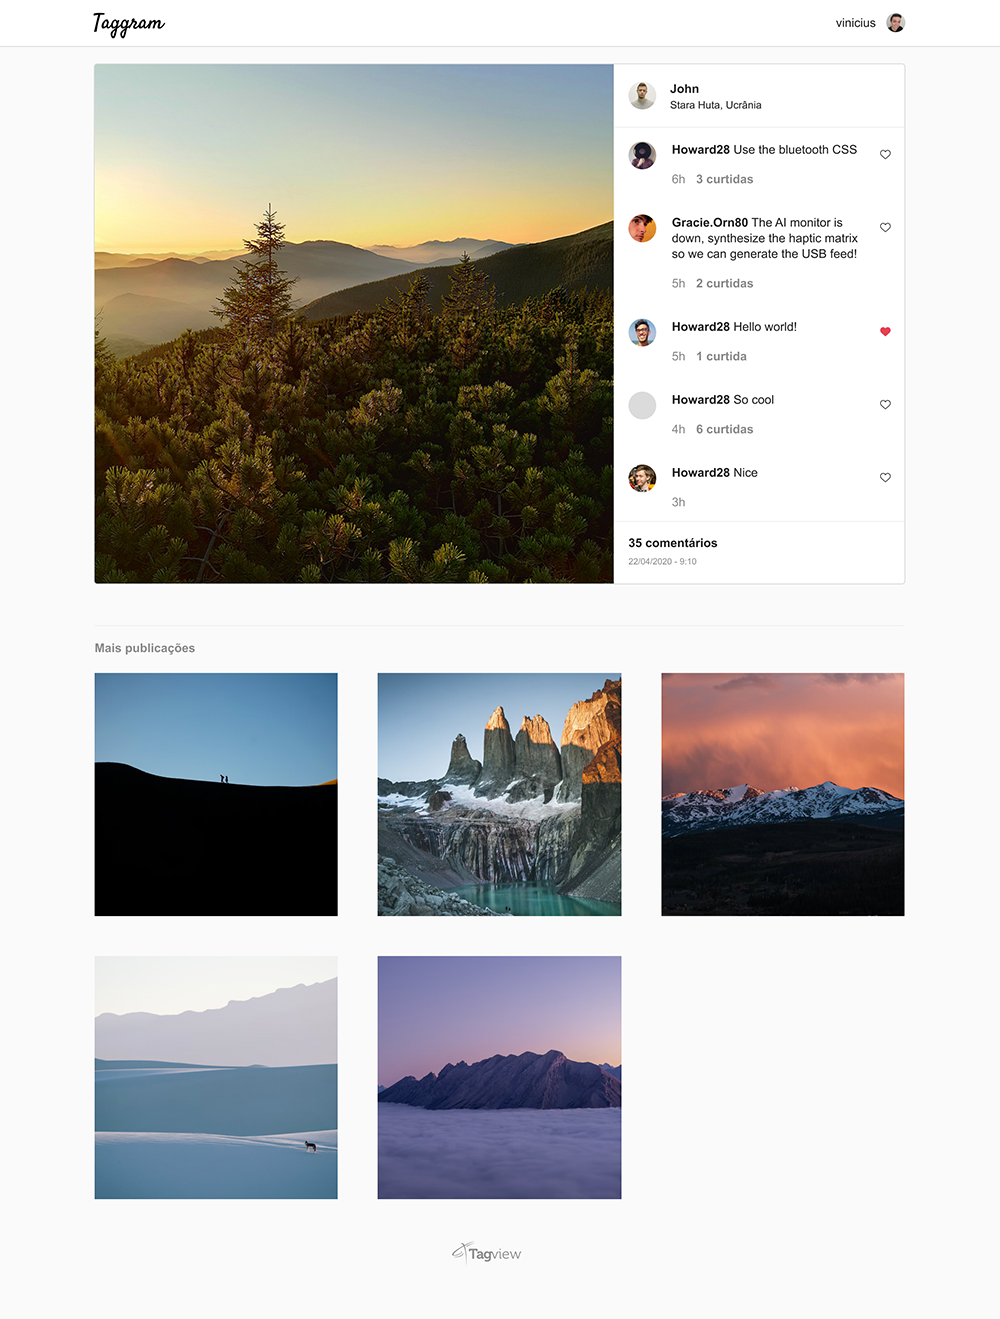 Taggram
vinicius
John
Stara Huta, Ucrânia
Howard28 Use the bluetooth CSS
6h 3 curtidas
Gracie.Orn80 The AI monitor is
down, synthesize the haptic matrix
so we can generate the USB feed!
5h 2 curtidas
Howard28 Hello world!
5h 1 curtida
Howard28 So cool
4h 6 curtidas
Howard28 Nice
3h
35 comentários
22/04/2020 - 9:10
Mais publicações
Tagview